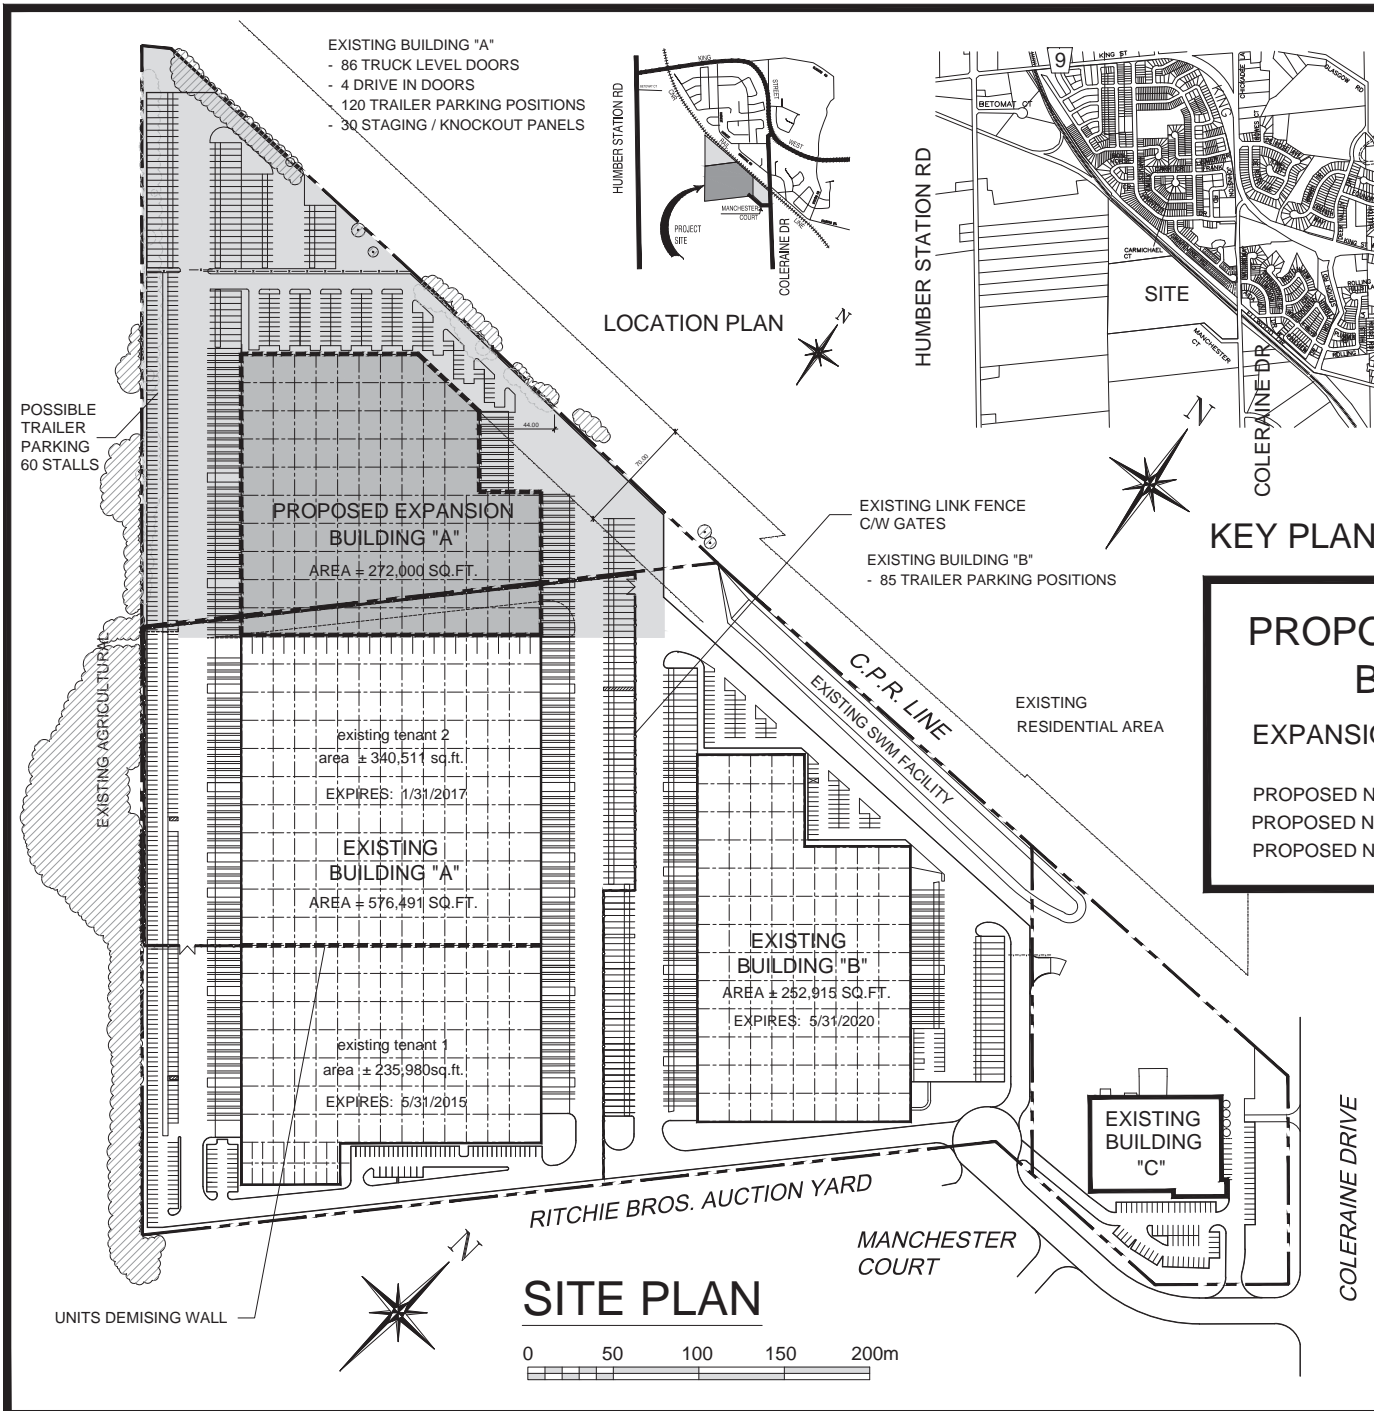 EXISTING BUILDING "A"
- 86 TRUCK LEVEL DOORS
- 4 DRIVE IN DOORS
- 120 TRAILER PARKING POSITIONS
- 30 STAGING / KNOCKOUT PANELS
HUMBER STATION RD
KING
STREET
WEST
PROJECT
SITE
MANCHESTER
COURT
COLERAINE DR
LOCATION PLAN
N
9
KING ST
BETOMAT CT
KING
GLASGOW
RD
HUMBER STATION RD
CARMICHAEL
CT
SITE
MANCHESTER
CT
KING ST
ROLLING
COLERAINE DR
N
KEY PLAN
POSSIBLE
TRAILER
PARKING
60 STALLS
44.00
70.00
PROPOSED EXPANSION
BUILDING "A"
AREA = 272,000 SQ.FT.
EXISTING LINK FENCE
C/W GATES
EXISTING BUILDING "B"
- 85 TRAILER PARKING POSITIONS
PROPO
B
EXPANSI
PROPOSED N
PROPOSED N
PROPOSED N
EXISTING AGRICULTURAL
C.P.R. LINE
EXISTING SWM FACILITY
EXISTING
RESIDENTIAL AREA
existing tenant 2
area ± 340,511 sq.ft.
EXPIRES: 1/31/2017
EXISTING
BUILDING "A"
AREA = 576,491 SQ.FT.
EXISTING
BUILDING "B"
AREA ± 252,915 SQ.FT.
EXPIRES: 5/31/2020
existing tenant 1
area ± 235,980sq.ft.
EXPIRES: 5/31/2015
EXISTING
BUILDING
"C"
COLERAINE DRIVE
RITCHIE BROS. AUCTION YARD
MANCHESTER
COURT
N
UNITS DEMISING WALL
SITE PLAN
0 50 100 150 200m